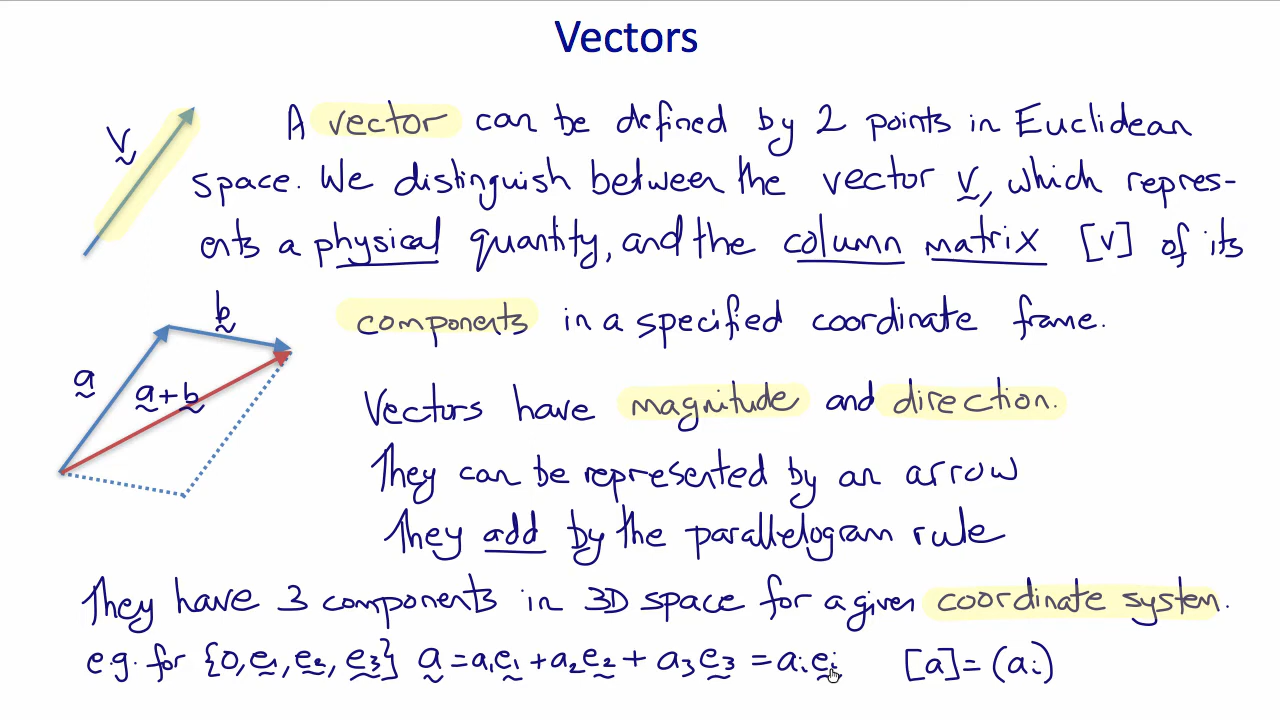 Vectors
v
A vector can be defined by 2 points in Euclidean
space. We distinguish between the vector v, which repres-
ents a physical quantity, and the column matrix [v] of its
components in a specified coordinate frame.
b
a
a+b
Vectors have magnitude and direction.
They can be represented by an arrow
They add by the parallelogram rule
They have 3 components in 3D space for a given coordinate system.
e.g. for {0, e₁, e₂, e₃} a = a₁e₁ + a₂e₂ + a₃e₃ = aᵢeᵢ [a] = (aᵢ)